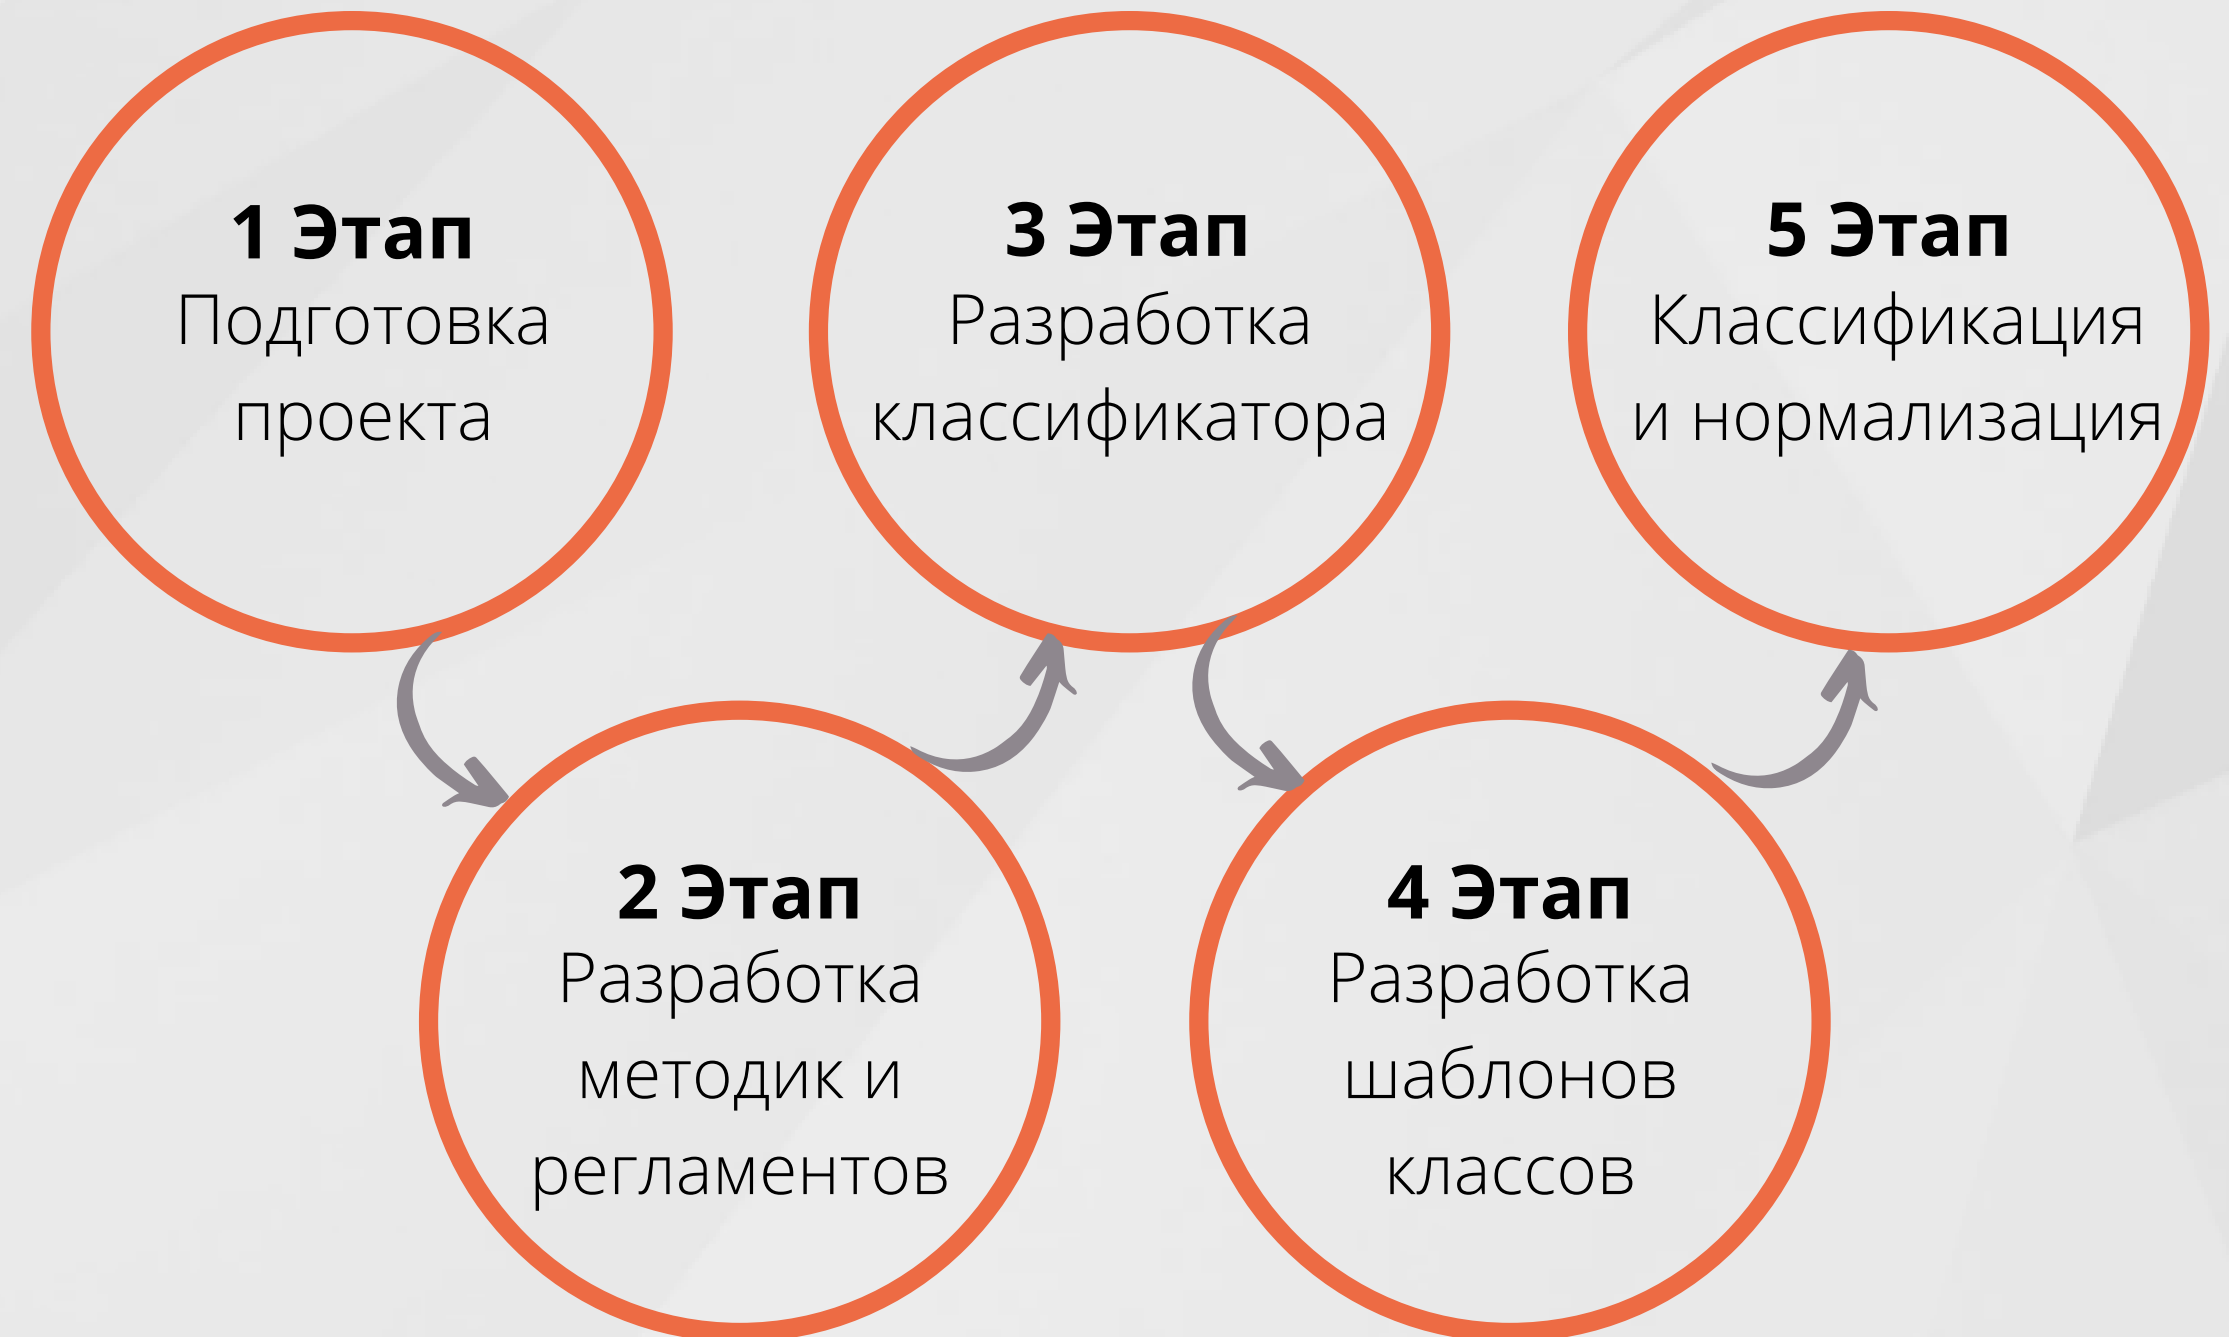 1 Этап
Подготовка
проекта
2 Этап
Разработка
методик и
регламентов
3 Этап
Разработка
классификатора
4 Этап
Разработка
шаблонов
классов
5 Этап
Классификация
и нормализация